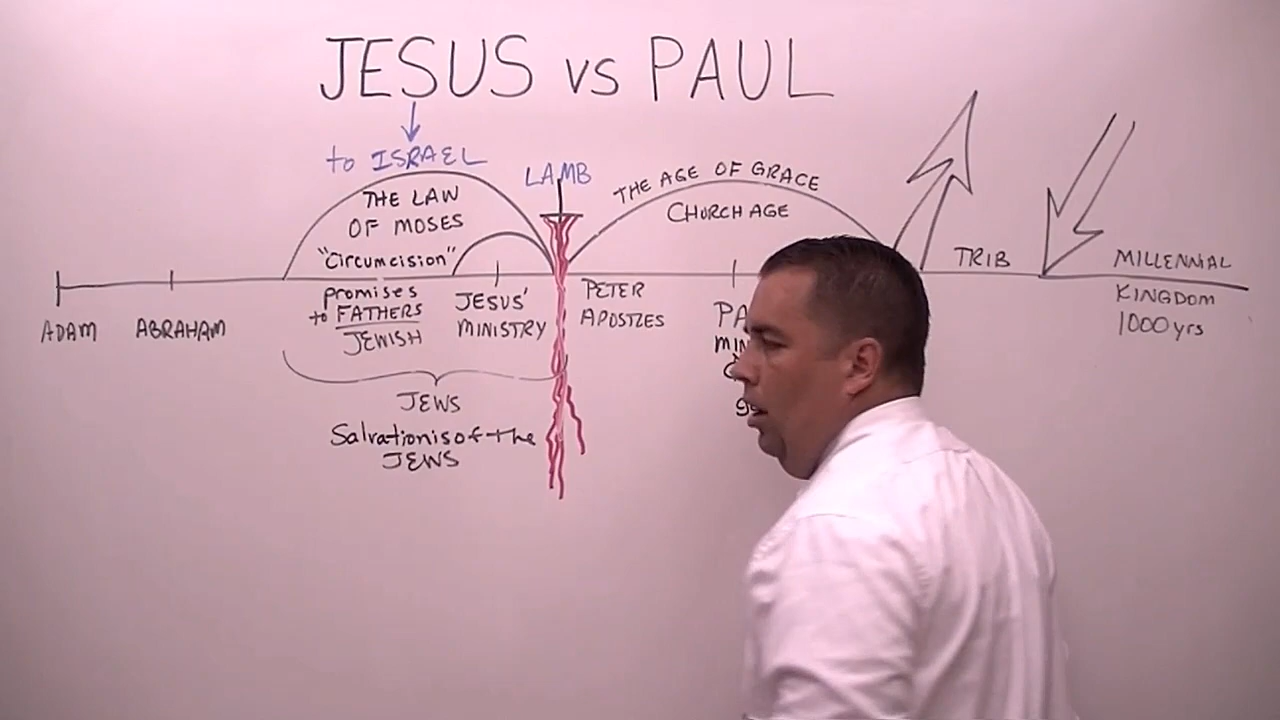 JESUS vs PAUL
to ISRAEL
THE LAW
OF MOSES
"Circumcision"
LAMB
THE AGE OF GRACE
CHURCH AGE
TRIB
MILLENNIAL
KINGDOM
1000 yrs
ADAM
ABRAHAM
promises
to FATHERS
JEWISH
JESUS'
MINISTRY
PETER
APOSTLES
JEWS
Salvation is of the
JEWS